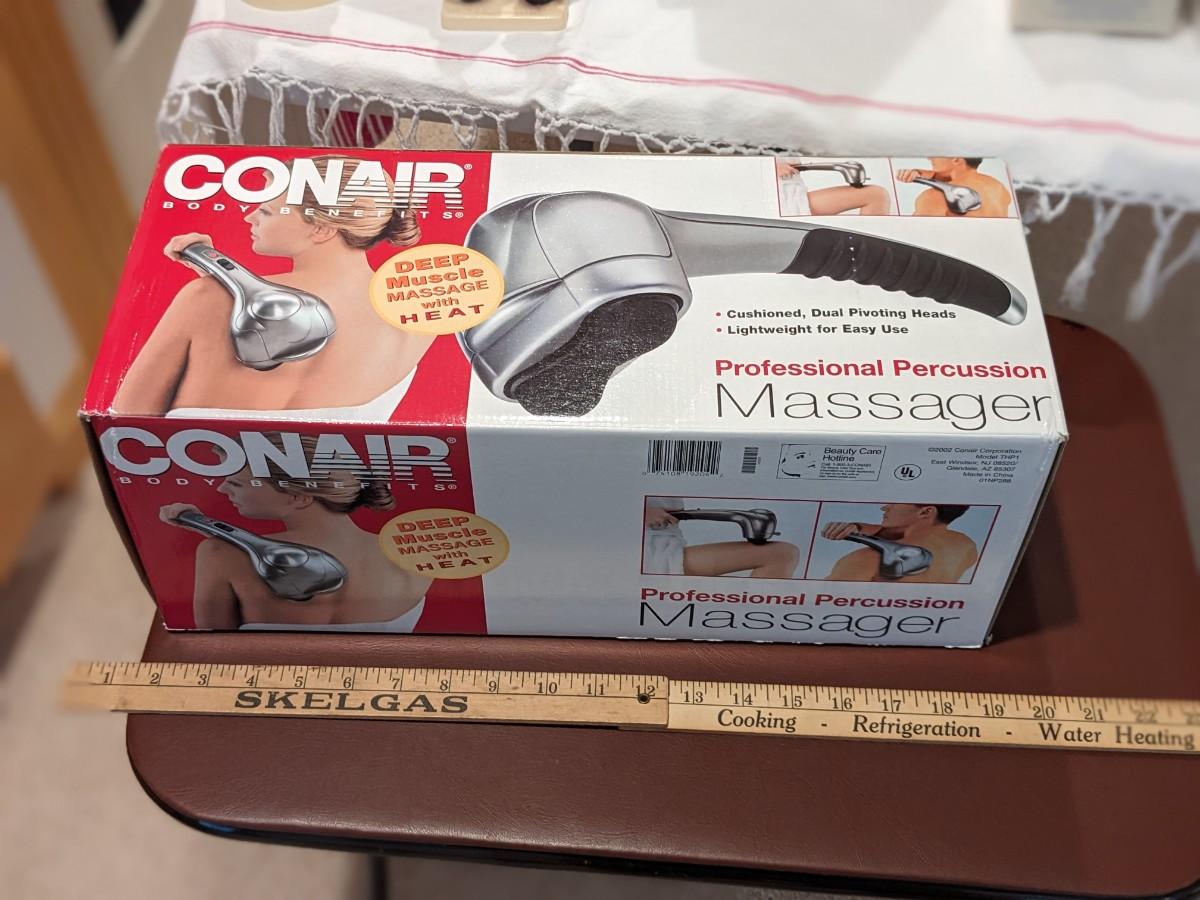 CONAIR®
BODY BENEFITS®
DEEP
Muscle
MASSAGE
with
HEAT
• Cushioned, Dual Pivoting Heads
• Lightweight for Easy Use
Professional Percussion
Massager
CONAIR®
BODY BENEFITS®
DEEP
Muscle
MASSAGE
with
HEAT
Beauty Care
Hotline
UL
©2002 Conair Corporation
Model THP1
East Windsor, NJ 08520/
Glendale, AZ 85307
Made in China
01NP288
Professional Percussion
Massager
1 2 3 4 5 6 7 8 9 10 11 12 13 14 15 16 17 18 19 20 21 22
SKELGAS
Cooking - Refrigeration - Water Heating